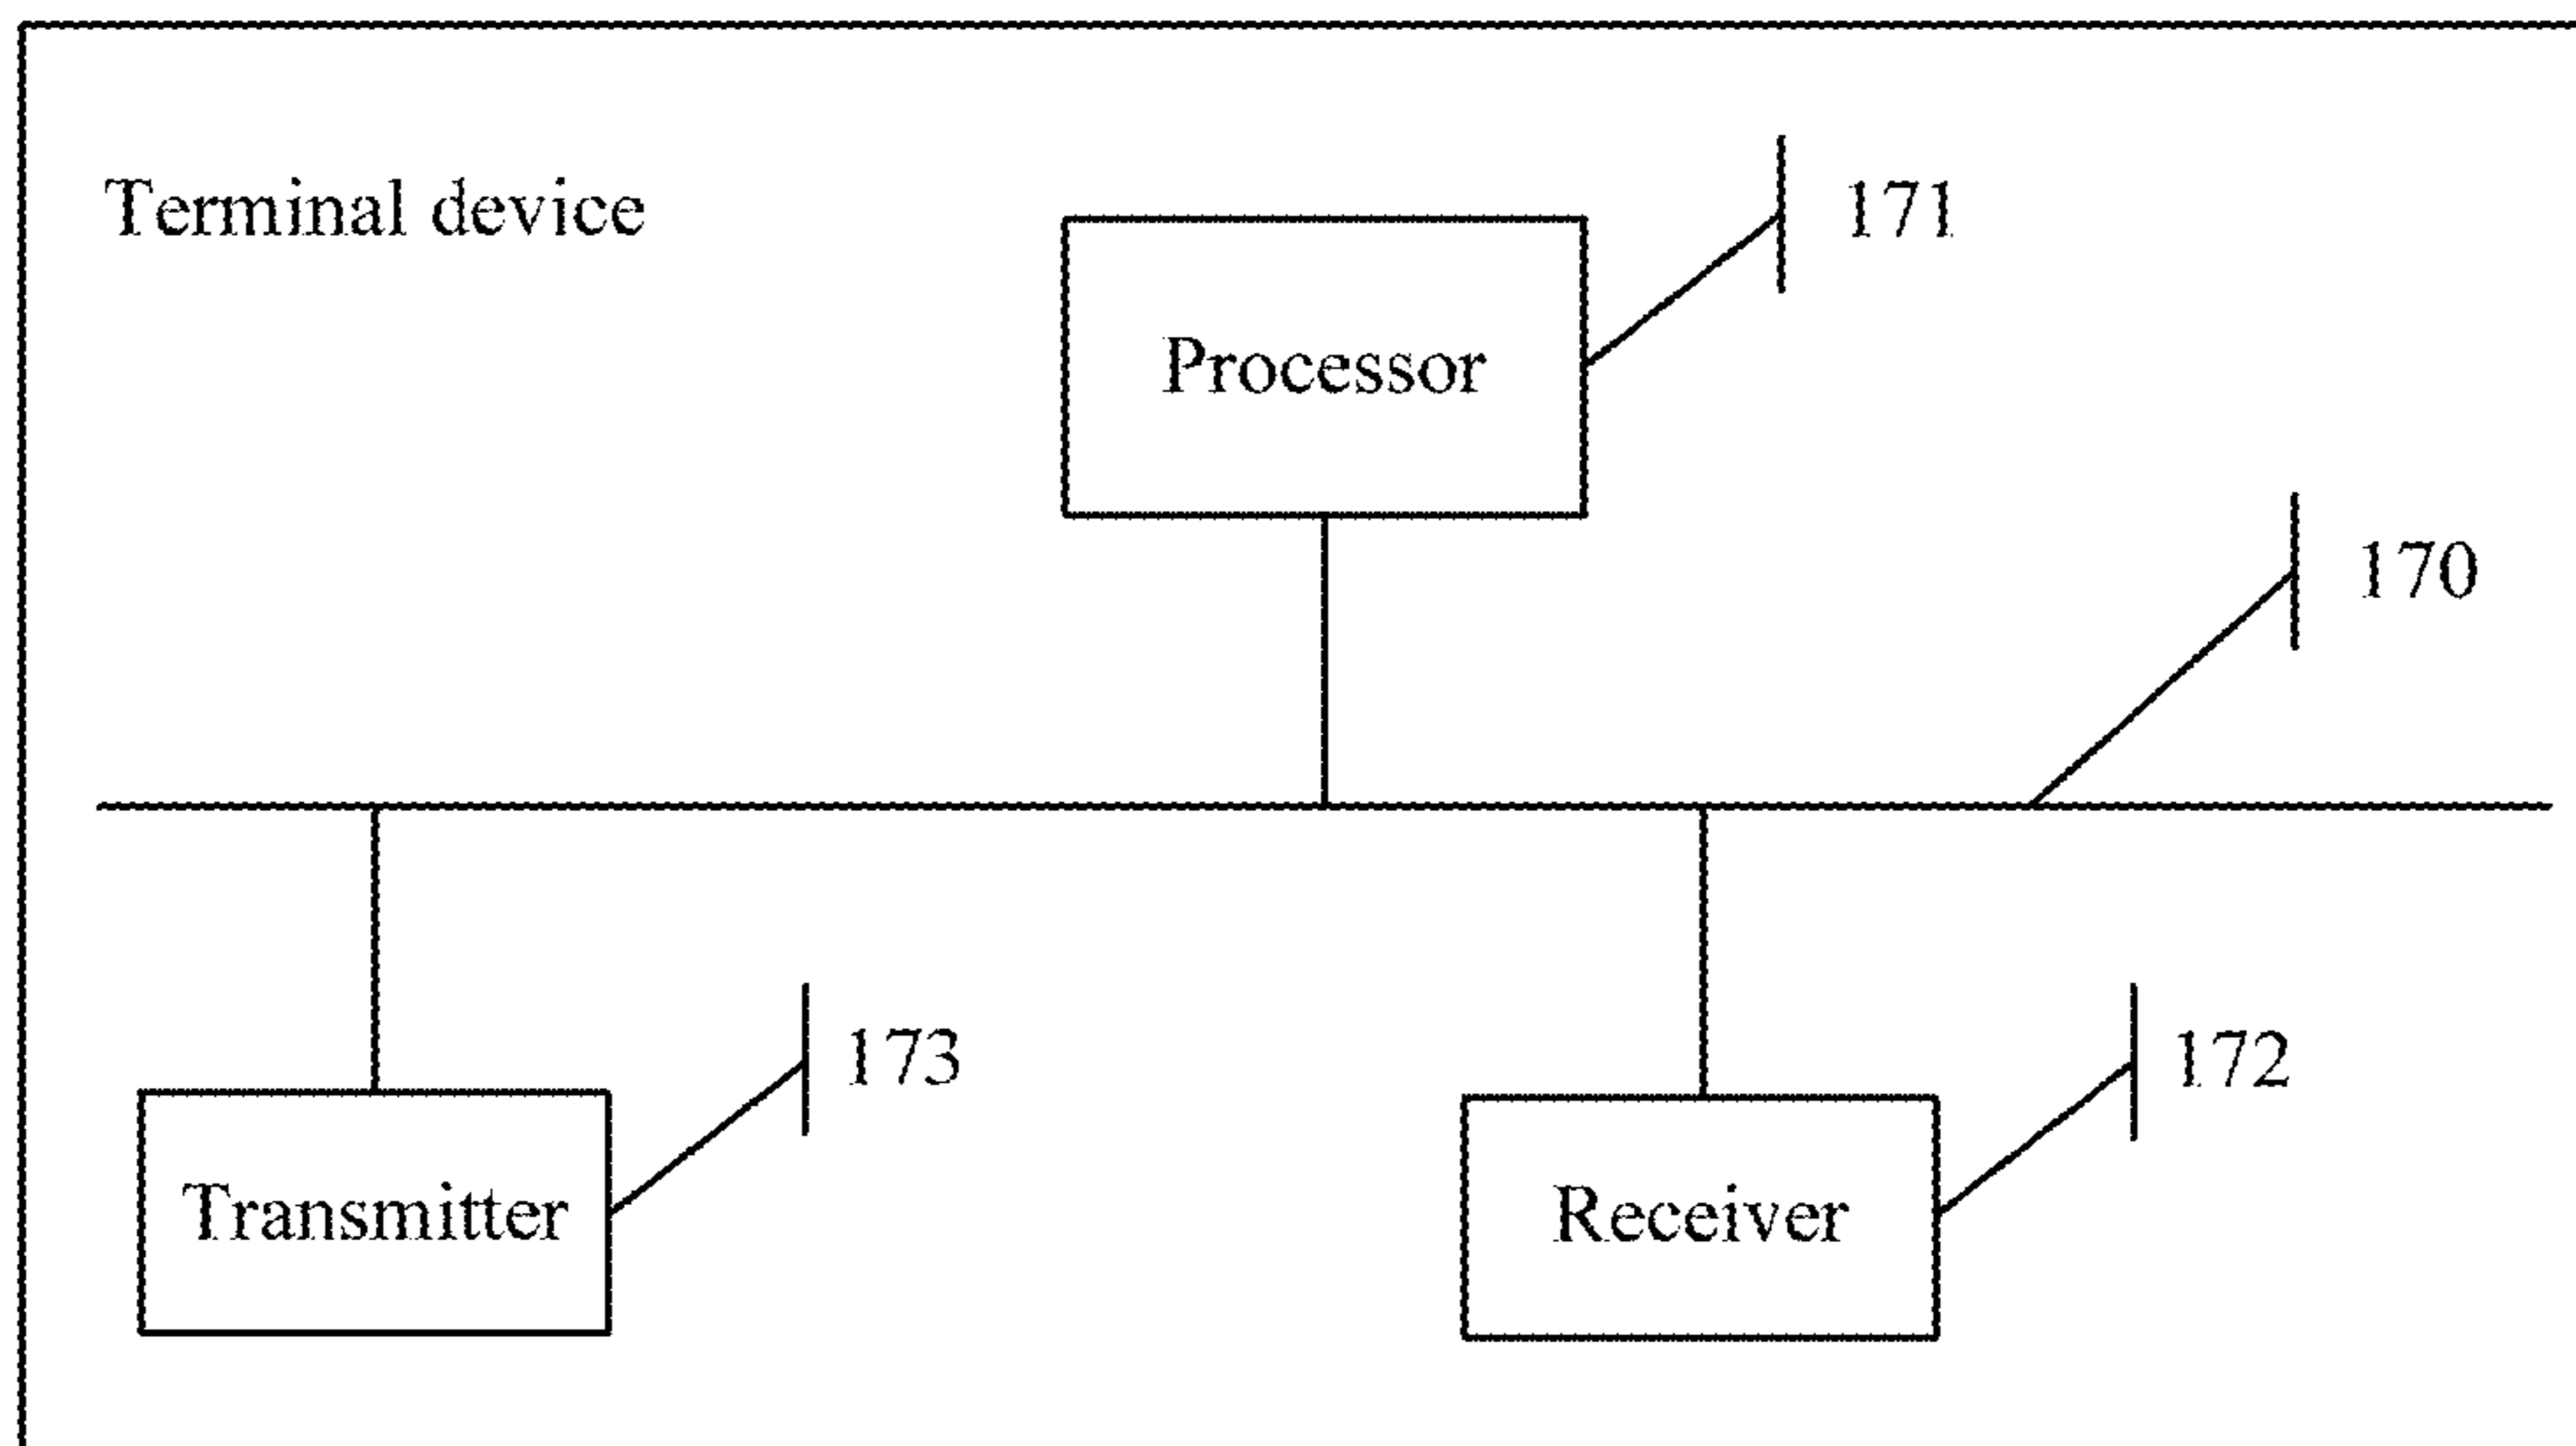 Terminal device
171
Processor
170
173
172
Transmitter
Receiver